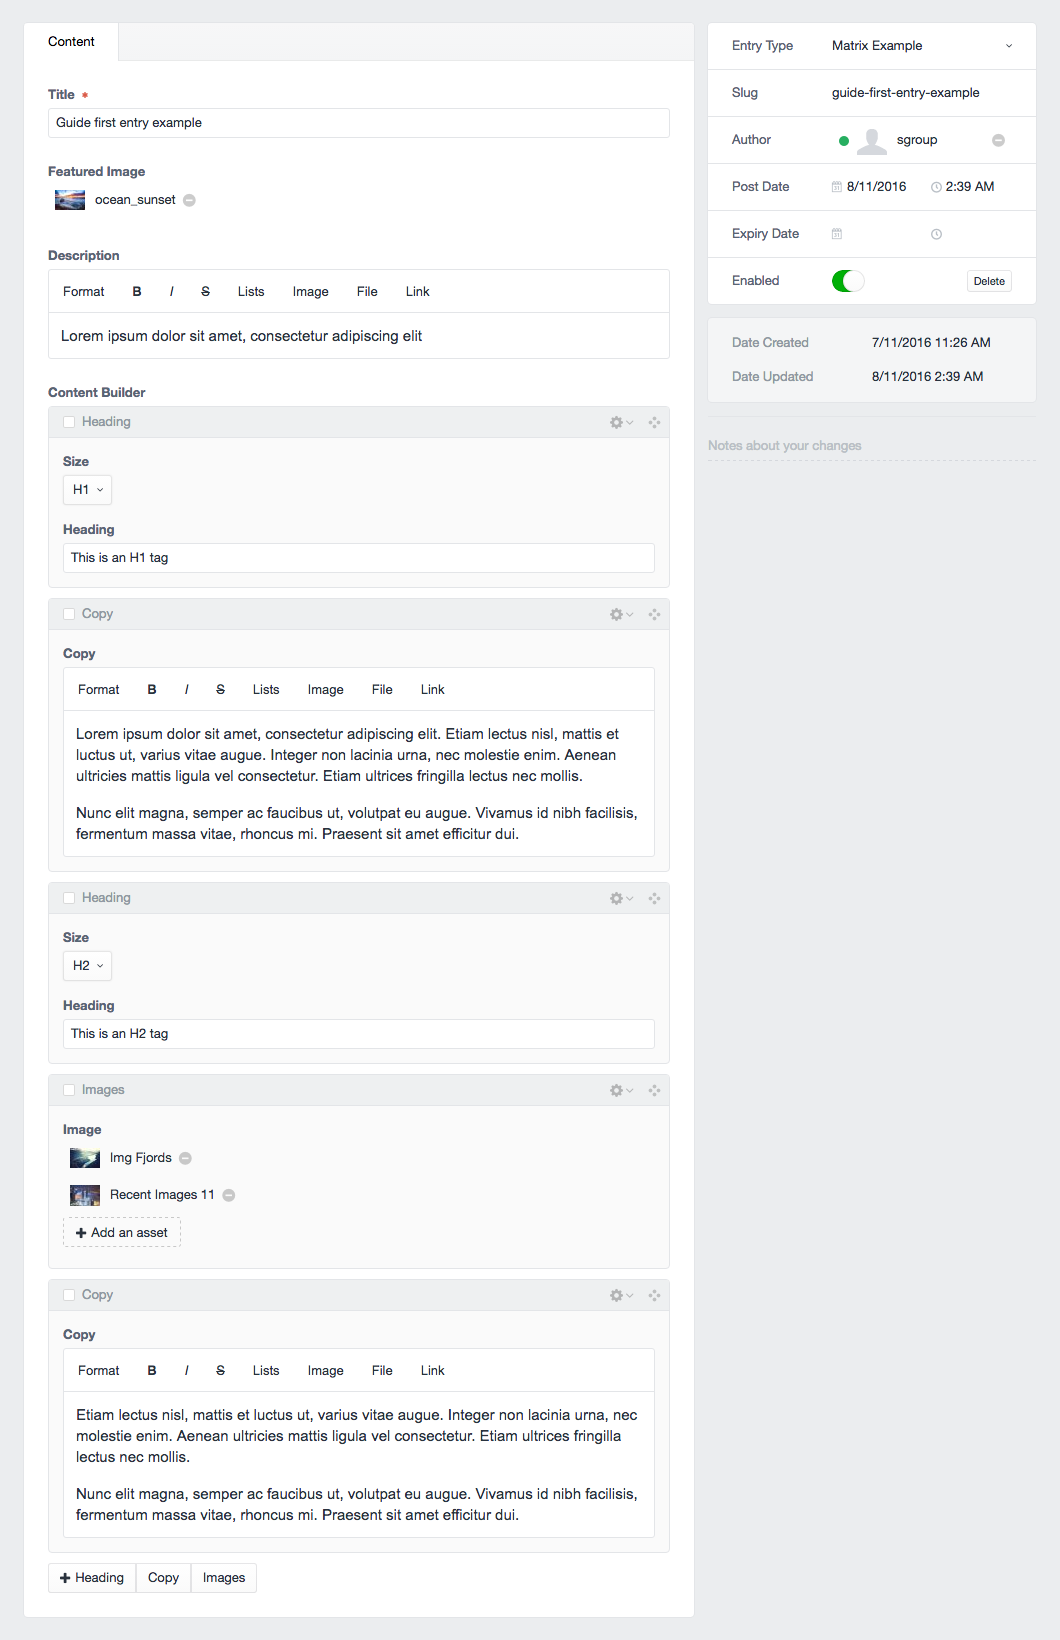 Content
Title *
Guide first entry example
Featured Image
ocean_sunset
Description
Format B I S Lists Image File Link
Lorem ipsum dolor sit amet, consectetur adipiscing elit
Content Builder
Heading
Size
H1
Heading
This is an H1 tag
Copy
Copy
Format B I S Lists Image File Link
Lorem ipsum dolor sit amet, consectetur adipiscing elit. Etiam lectus nisl, mattis et
luctus ut, varius vitae augue. Integer non lacinia urna, nec molestie enim. Aenean
ultricies mattis ligula vel consectetur. Etiam ultrices fringilla lectus nec mollis.
Nunc elit magna, semper ac faucibus ut, volutpat eu augue. Vivamus id nibh facilisis,
fermentum massa vitae, rhoncus mi. Praesent sit amet efficitur dui.
Heading
Size
H2
Heading
This is an H2 tag
Images
Image
Img Fjords
Recent Images 11
+ Add an asset
Copy
Copy
Format B I S Lists Image File Link
Etiam lectus nisl, mattis et luctus ut, varius vitae augue. Integer non lacinia urna, nec
molestie enim. Aenean ultricies mattis ligula vel consectetur. Etiam ultrices fringilla
lectus nec mollis.
Nunc elit magna, semper ac faucibus ut, volutpat eu augue. Vivamus id nibh facilisis,
fermentum massa vitae, rhoncus mi. Praesent sit amet efficitur dui.
+ Heading Copy Images
Entry Type Matrix Example
Slug guide-first-entry-example
Author sgroup
Post Date 8/11/2016 2:39 AM
Expiry Date
Enabled Delete
Date Created 7/11/2016 11:26 AM
Date Updated 8/11/2016 2:39 AM
Notes about your changes